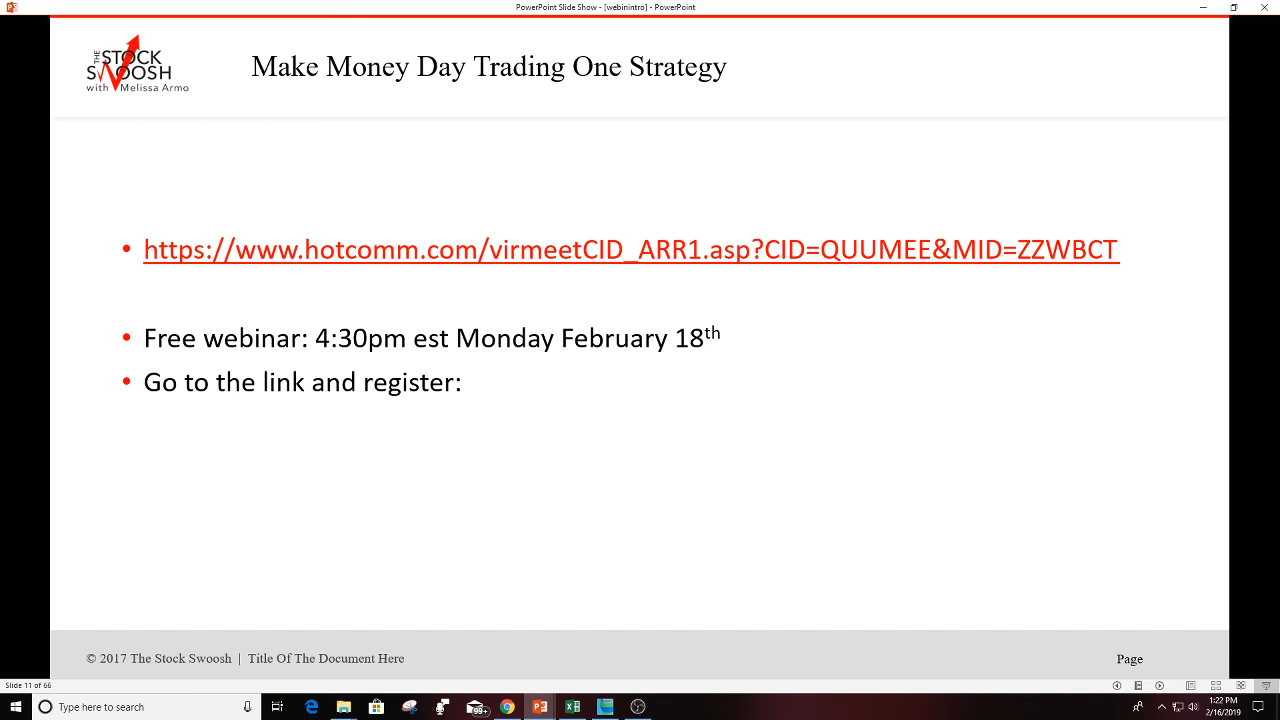 PowerPoint Slide Show - [webinintro] - PowerPoint
THE STOCK
SWOOSH
with Melissa Armo
Make Money Day Trading One Strategy
• https://www.hotcomm.com/virmeetCID_ARR1.asp?CID=QUUMEE&MID=ZZWBCT
• Free webinar: 4:30pm est Monday February 18th
• Go to the link and register:
© 2017 The Stock Swoosh | Title Of The Document Here
Page
Slide 11 of 66
Type here to search
99+
1:22 PM
2/16/2019